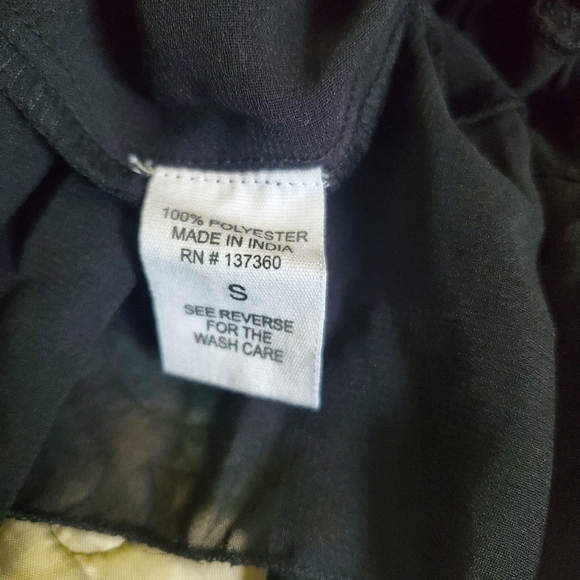 100% POLYESTER
MADE IN INDIA
RN # 137360
S
SEE REVERSE
FOR THE
WASH CARE